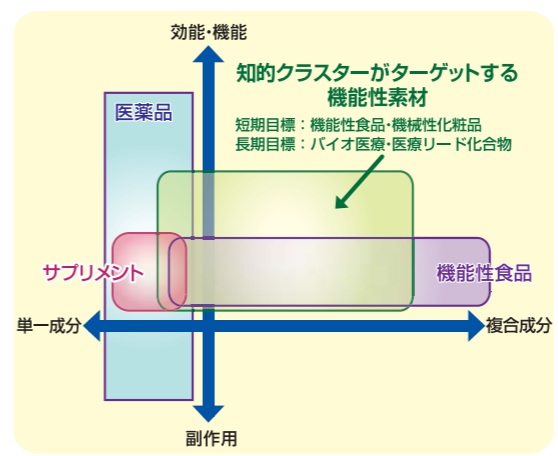 効能・機能
知的クラスターがターゲットする
機能性素材
短期目標：機能性食品・機械性化粧品
長期目標：バイオ医療・医療リード化合物
医薬品
サプリメント
機能性食品
単一成分
複合成分
副作用